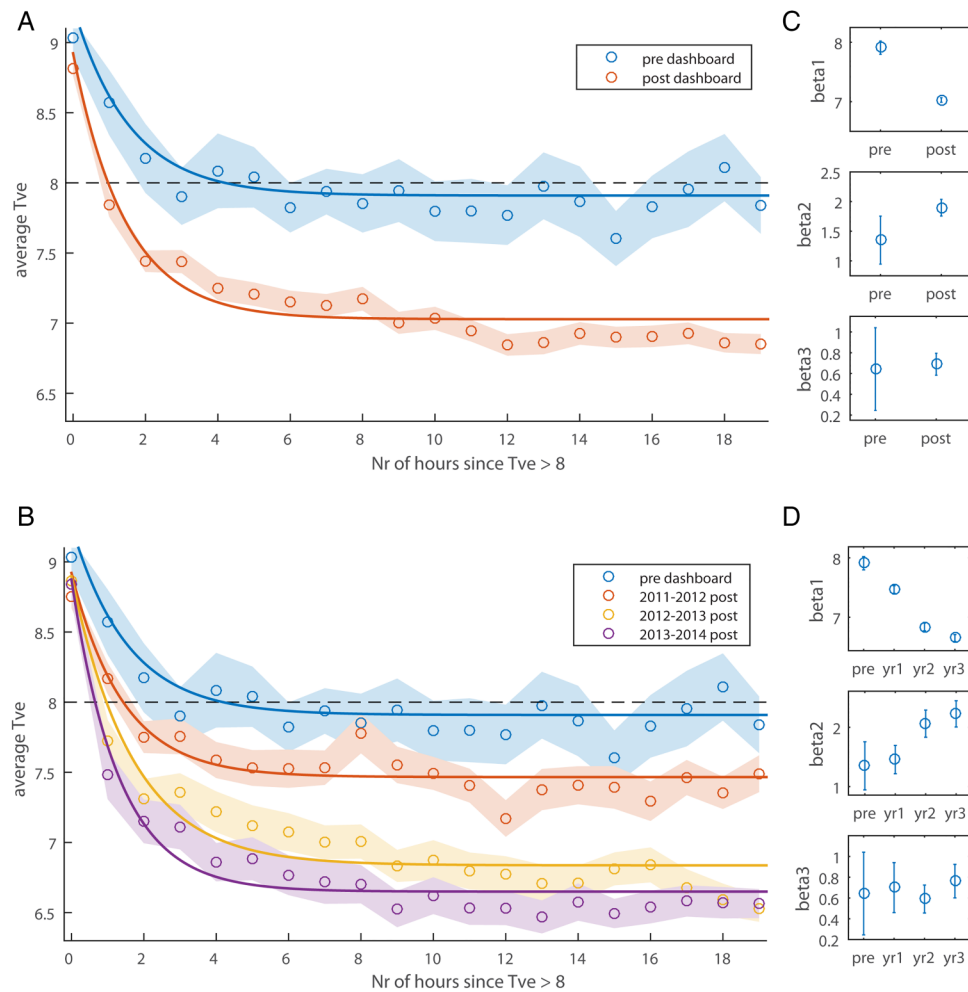 A
9
8.5
8
7.5
7
6.5
average Tve
pre dashboard
post dashboard
0 2 4 6 8 10 12 14 16 18
Nr of hours since Tve > 8
C
beta1
8
7
pre post
beta2
2.5
2
1.5
1
pre post
beta3
1
0.8
0.6
0.4
0.2
pre post
B
9
8.5
8
7.5
7
6.5
average Tve
pre dashboard
2011-2012 post
2012-2013 post
2013-2014 post
0 2 4 6 8 10 12 14 16 18
Nr of hours since Tve > 8
D
beta1
8
7
pre yr1 yr2 yr3
beta2
2
1
pre yr1 yr2 yr3
beta3
1
0.8
0.6
0.4
0.2
pre yr1 yr2 yr3